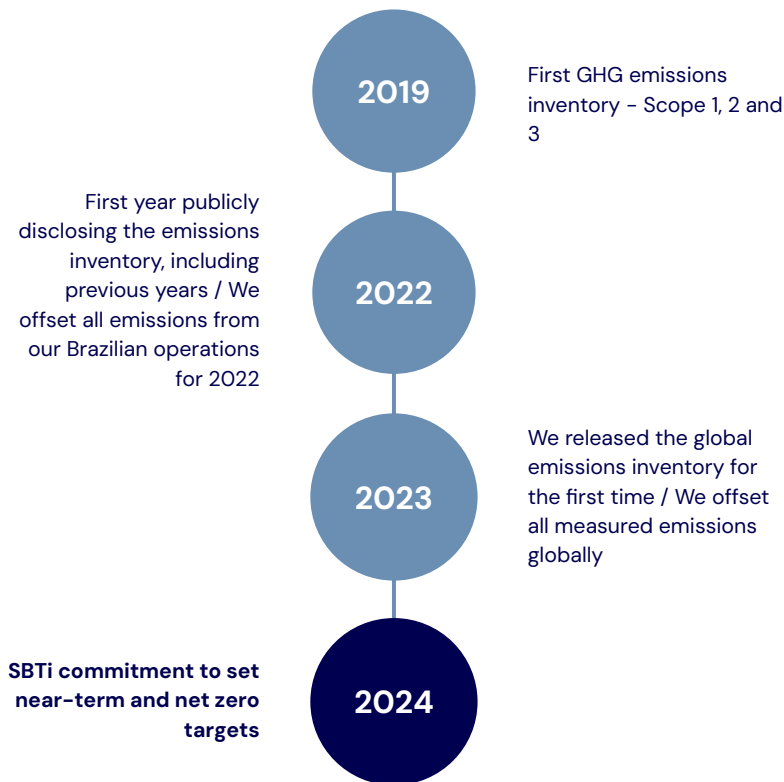 2019
First GHG emissions
inventory - Scope 1, 2 and
3
First year publicly
disclosing the emissions
inventory, including
previous years / We
offset all emissions from
our Brazilian operations
for 2022
2022
2023
We released the global
emissions inventory for
the first time / We offset
all measured emissions
globally
SBTi commitment to set
near-term and net zero
targets
2024